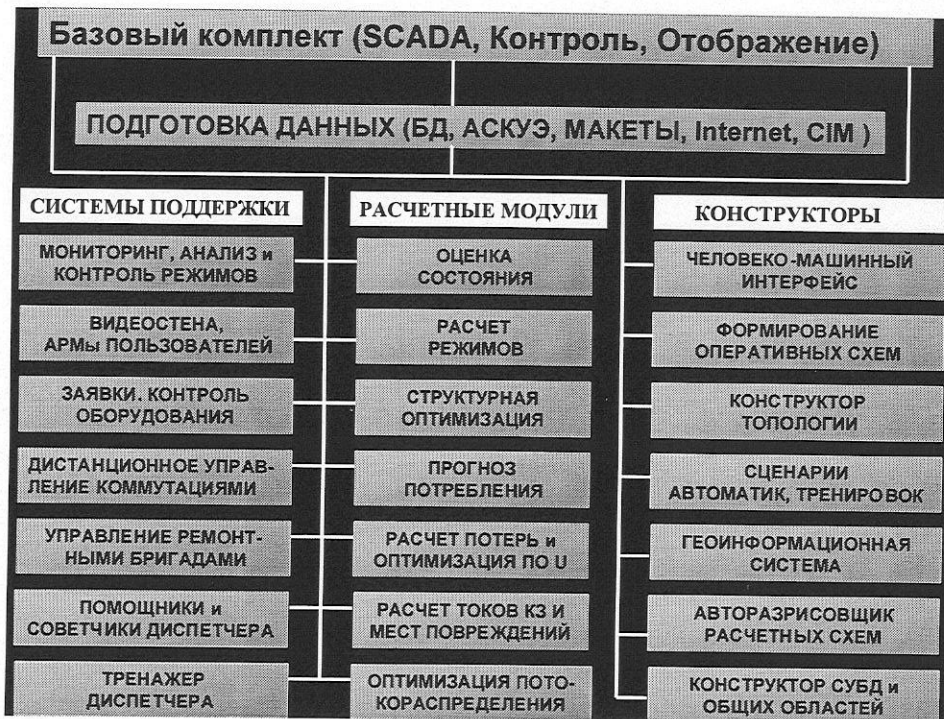 Базовый комплект (SCADA, Контроль, Отображение)
ПОДГОТОВКА ДАННЫХ (БД, АСКУЭ, МАКЕТЫ, Internet, CIM )
СИСТЕМЫ ПОДДЕРЖКИ
МОНИТОРИНГ, АНАЛИЗ и
КОНТРОЛЬ РЕЖИМОВ
ВИДЕОСТЕНА,
АРМы ПОЛЬЗОВАТЕЛЕЙ
ЗАЯВКИ. КОНТРОЛЬ
ОБОРУДОВАНИЯ
ДИСТАНЦИОННОЕ УПРАВ-
ЛЕНИЕ КОММУТАЦИЯМИ
УПРАВЛЕНИЕ РЕМОНТ-
НЫМИ БРИГАДАМИ
ПОМОЩНИКИ и
СОВЕТЧИКИ ДИСПЕТЧЕРА
ТРЕНАЖЕР
ДИСПЕТЧЕРА
РАСЧЕТНЫЕ МОДУЛИ
ОЦЕНКА
СОСТОЯНИЯ
РАСЧЕТ
РЕЖИМОВ
СТРУКТУРНАЯ
ОПТИМИЗАЦИЯ
ПРОГНОЗ
ПОТРЕБЛЕНИЯ
РАСЧЕТ ПОТЕРЬ и
ОПТИМИЗАЦИЯ ПО U
РАСЧЕТ ТОКОВ КЗ И
МЕСТ ПОВРЕЖДЕНИЙ
ОПТИМИЗАЦИЯ ПОТО-
КОРАСПРЕДЕЛЕНИЯ
КОНСТРУКТОРЫ
ЧЕЛОВЕКО-МАШИННЫЙ
ИНТЕРФЕЙС
ФОРМИРОВАНИЕ
ОПЕРАТИВНЫХ СХЕМ
КОНСТРУКТОР
ТОПОЛОГИИ
СЦЕНАРИИ
АВТОМАТИК, ТРЕНИРОВОК
ГЕОИНФОРМАЦИОННАЯ
СИСТЕМА
АВТОРАЗРИСОВЩИК
РАСЧЕТНЫХ СХЕМ
КОНСТРУКТОР СУБД и
ОБЩИХ ОБЛАСТЕЙ